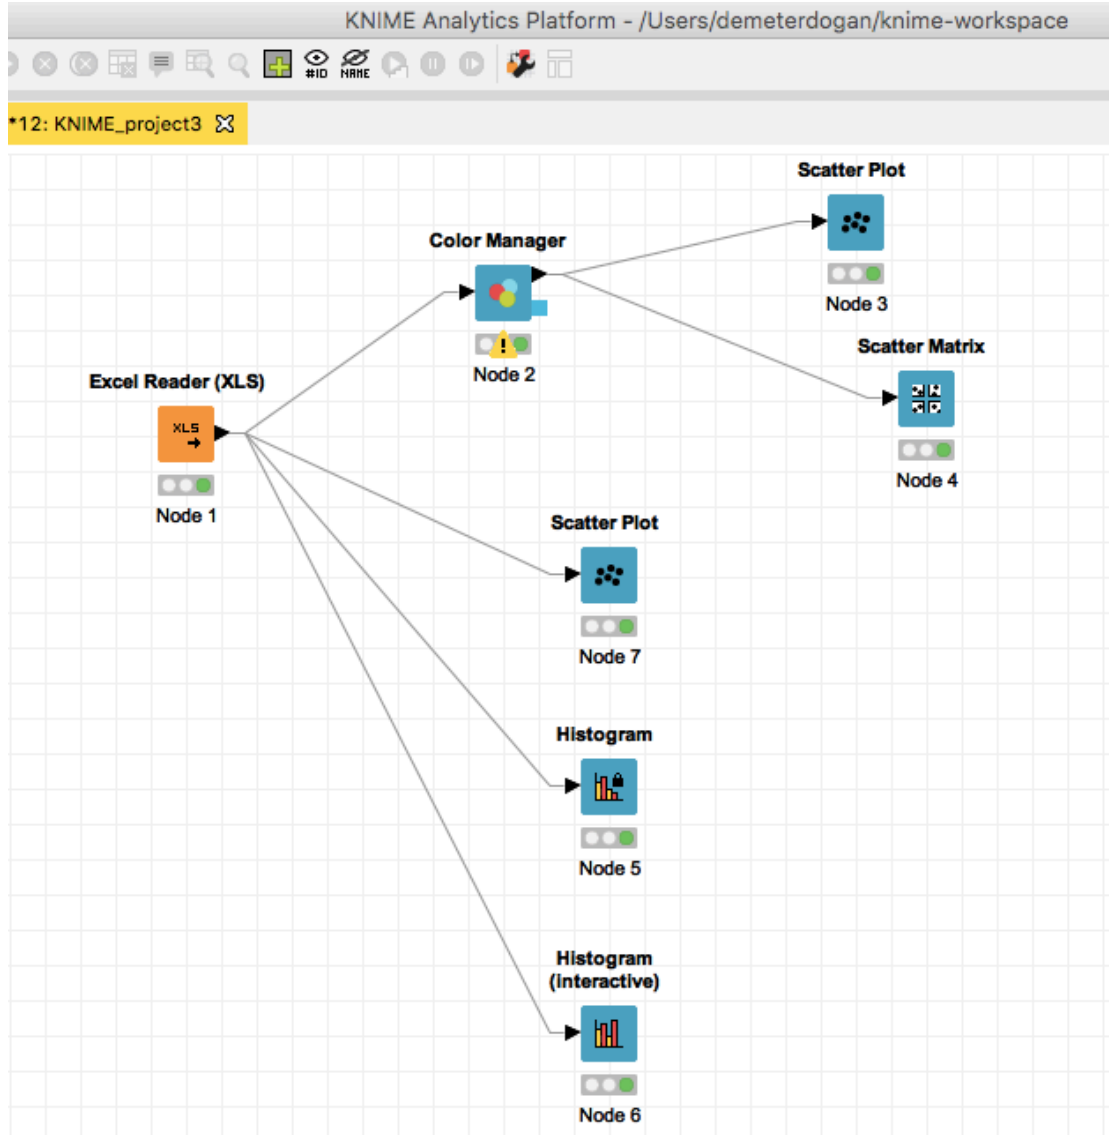 KNIME Analytics Platform - /Users/demeterdogan/knime-workspace
#ID
NAME
*12: KNIME_project3
Scatter Plot
Node 3
Color Manager
Node 2
Scatter Matrix
Node 4
Excel Reader (XLS)
XLS
Node 1
Scatter Plot
Node 7
Histogram
Node 5
Histogram
(interactive)
Node 6